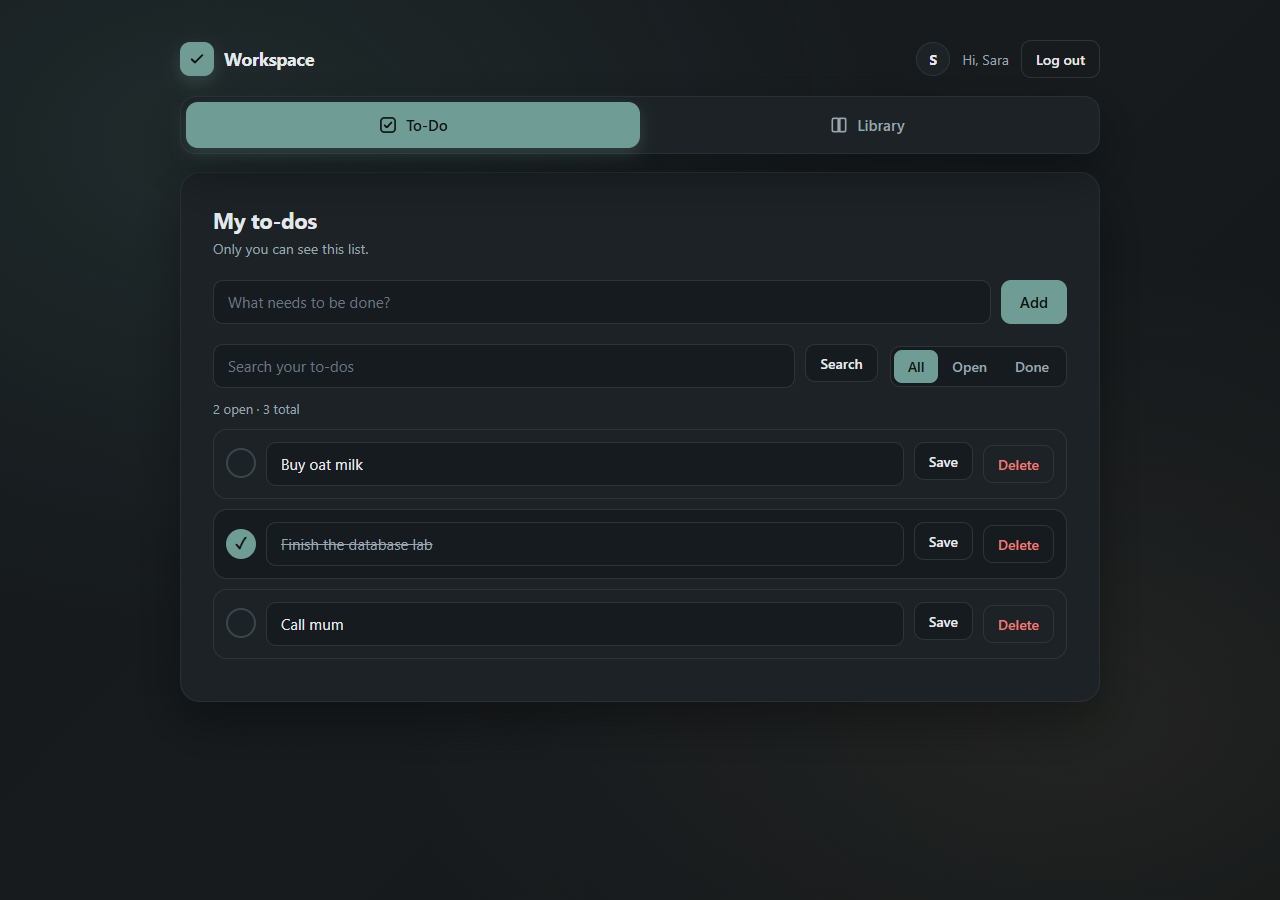 Workspace
S Hi, Sara Log out
To-Do Library
My to-dos
Only you can see this list.
What needs to be done? Add
Search your to-dos Search All Open Done
2 open · 3 total
Buy oat milk Save Delete
Finish the database lab Save Delete
Call mum Save Delete